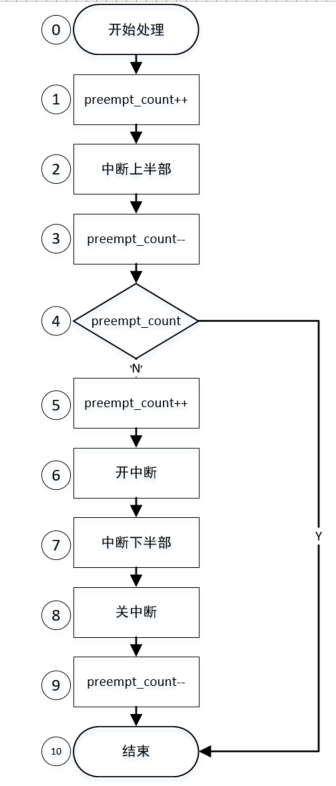 0 开始处理
1 preempt_count++
2 中断上半部
3 preempt_count--
4 preempt_count
'N'
5 preempt_count++
6 开中断
Y
7 中断下半部
8 关中断
9 preempt_count--
10 结束